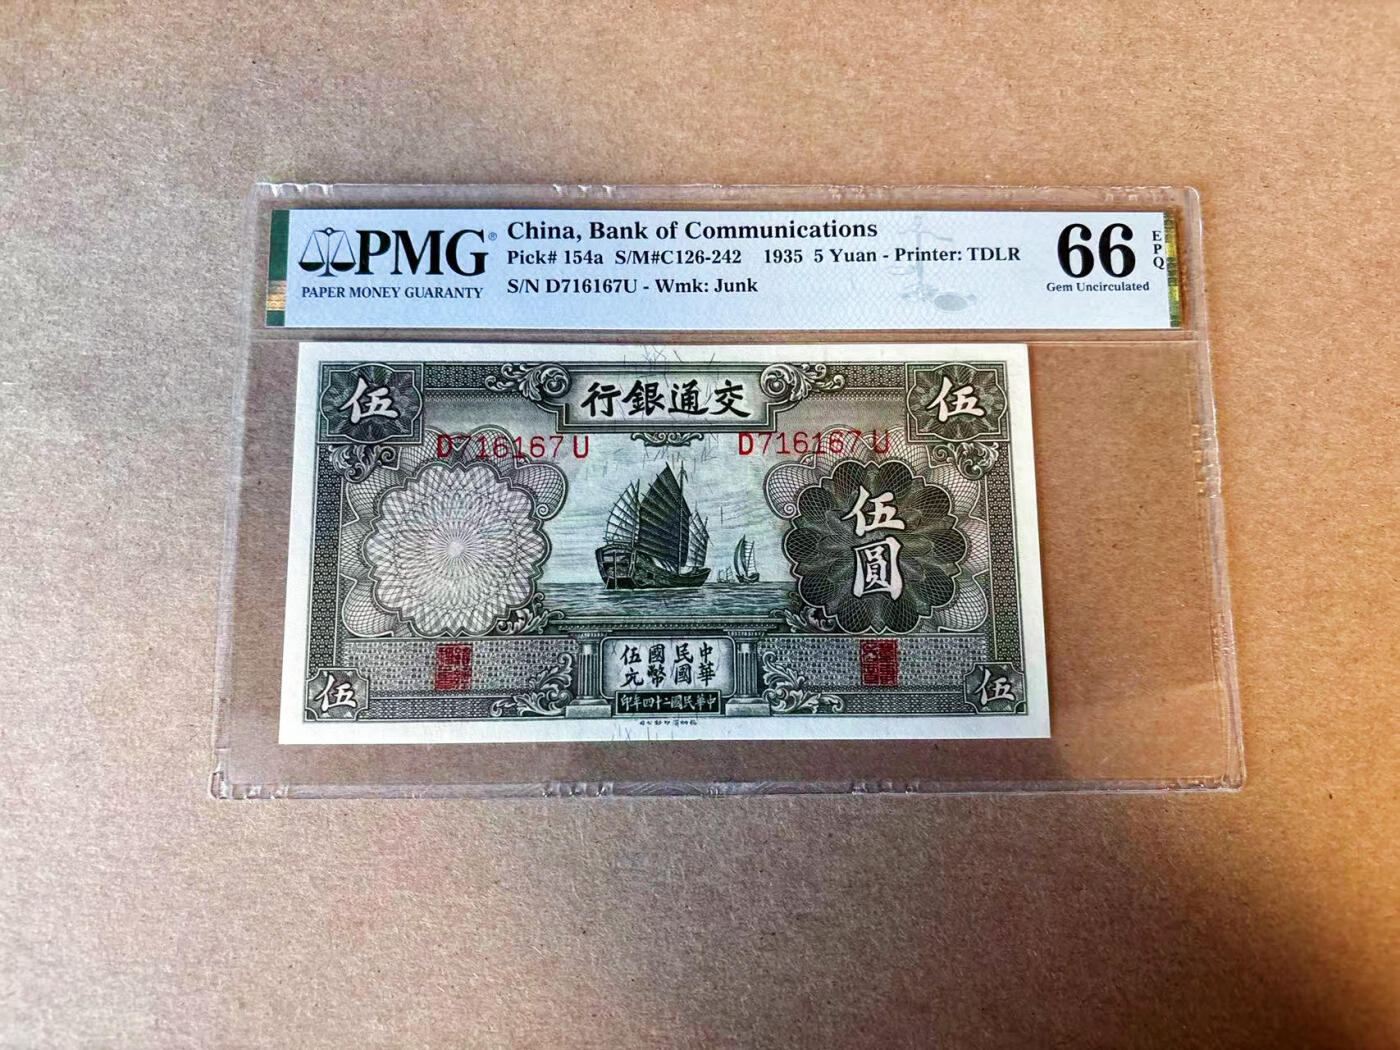 PMG®
PAPER MONEY GUARANTY
China, Bank of Communications
Pick# 154a S/M#C126-242 1935 5 Yuan - Printer: TDLR
S/N D716167U - Wmk: Junk
66 EPQ
Gem Uncirculated
伍 行銀通交 伍
D716167U D716167U
伍圓
中華
民國
國幣
伍元
印年四十二國民華中
伍 伍